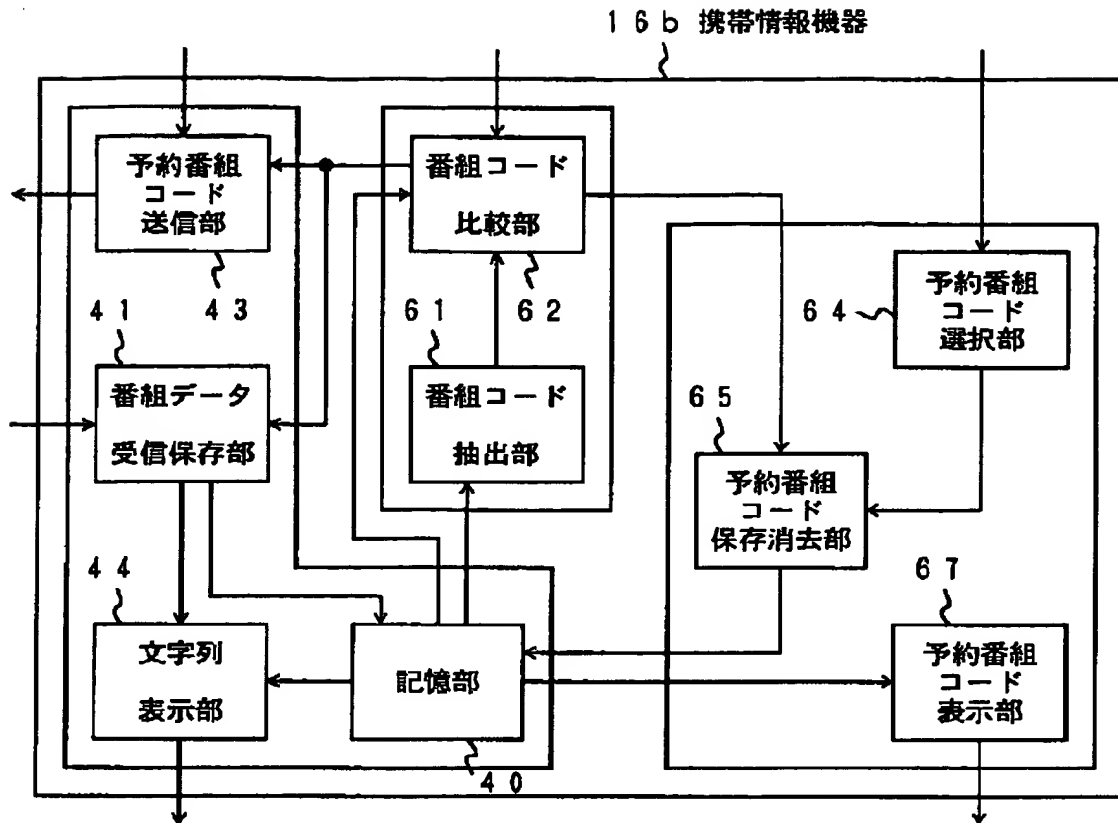 16b 携帯情報機器
予約番組
コード
送信部
43
番組コード
比較部
62
予約番組
コード
選択部
64
41
番組データ
受信保存部
61
番組コード
抽出部
65
予約番組
コード
保存消去部
44
文字列
表示部
記憶部
40
67
予約番組
コード
表示部